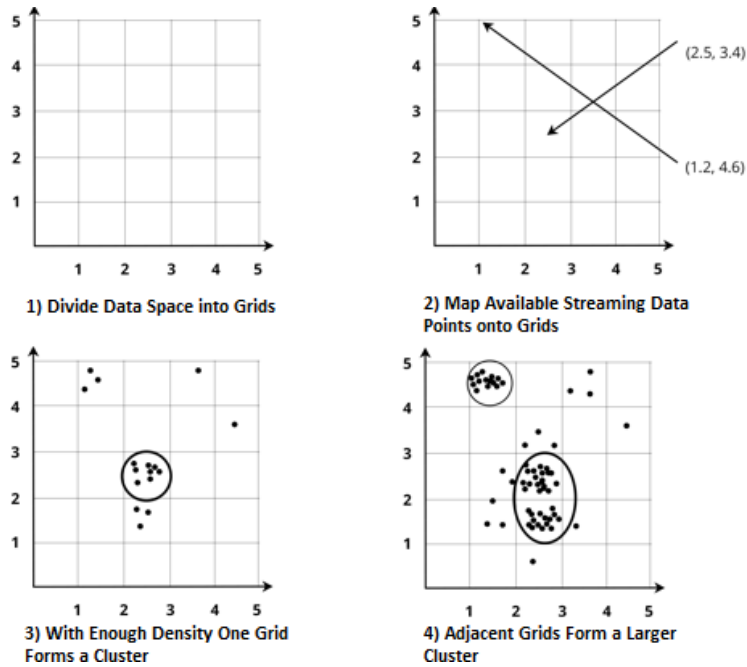 5
4
3
2
1
1 2 3 4 5
1) Divide Data Space into Grids
5
4
3
2
1
1 2 3 4 5
(2.5, 3.4)
(1.2, 4.6)
2) Map Available Streaming Data
Points onto Grids
5
4
3
2
1
1 2 3 4 5
3) With Enough Density One Grid
Forms a Cluster
5
4
3
2
1
1 2 3 4 5
4) Adjacent Grids Form a Larger
Cluster